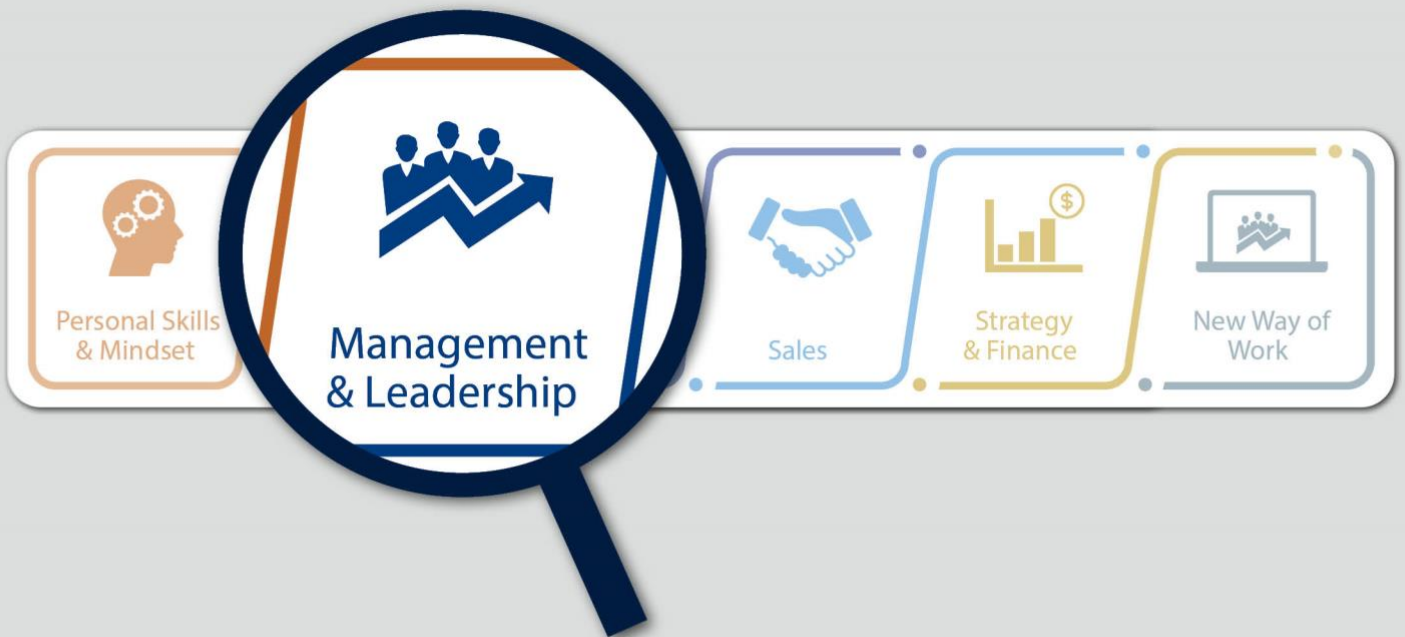 Personal Skills
& Mindset
Management
& Leadership
Sales
Strategy
& Finance
$
New Way of
Work